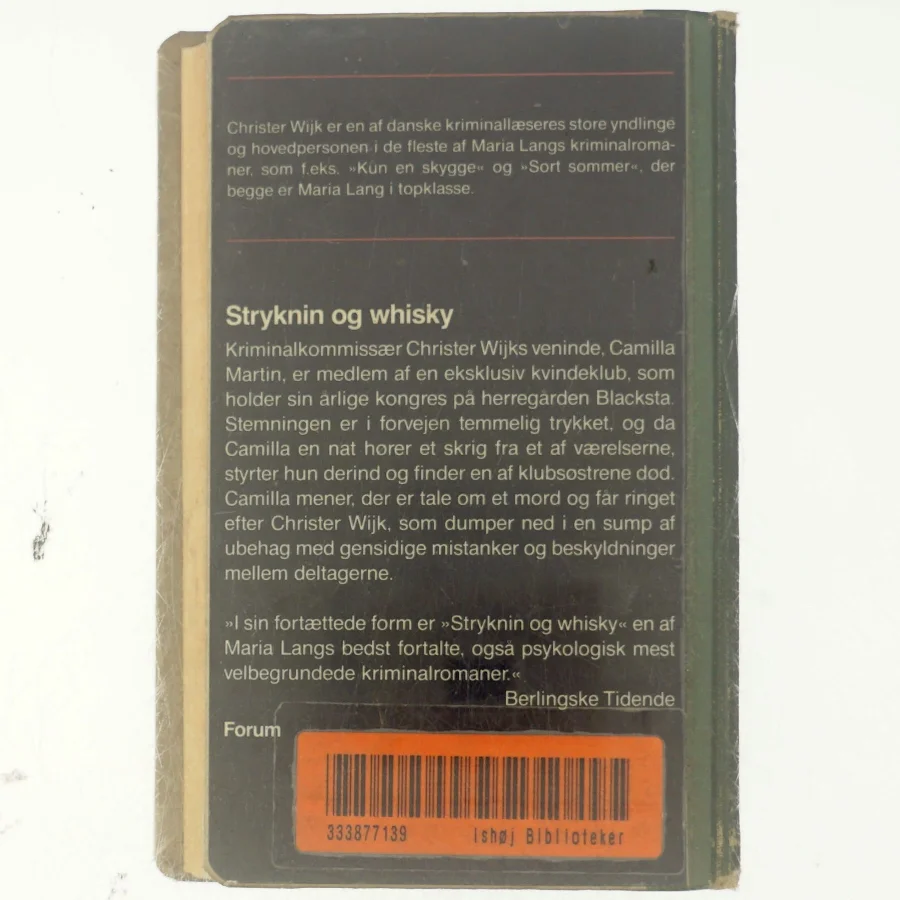 Christer Wijk er en af danske kriminallæseres store yndlinge
og hovedpersonen i de fleste af Maria Langs kriminalroma-
ner, som f.eks. »Kun en skygge« og »Sort sommer«, der
begge er Maria Lang i topklasse.
Stryknin og whisky
Kriminalkommissær Christer Wijks veninde, Camilla
Martin, er medlem af en eksklusiv kvindeklub, som
holder sin årlige kongres på herregården Blacksta.
Stemningen er i forvejen temmelig trykket, og da
Camilla en nat hører et skrig fra et af værelserne,
styrter hun derind og finder en af klubsøstrene død.
Camilla mener, der er tale om et mord og får ringet
efter Christer Wijk, som dumper ned i en sump af
ubehag med gensidige mistanker og beskyldninger
mellem deltagerne.
»I sin fortættede form er »Stryknin og whisky« en af
Maria Langs bedst fortalte, også psykologisk mest
velbegrundede kriminalromaner.«
Berlingske Tidende
Forum
333877139 Ishøj Biblioteker